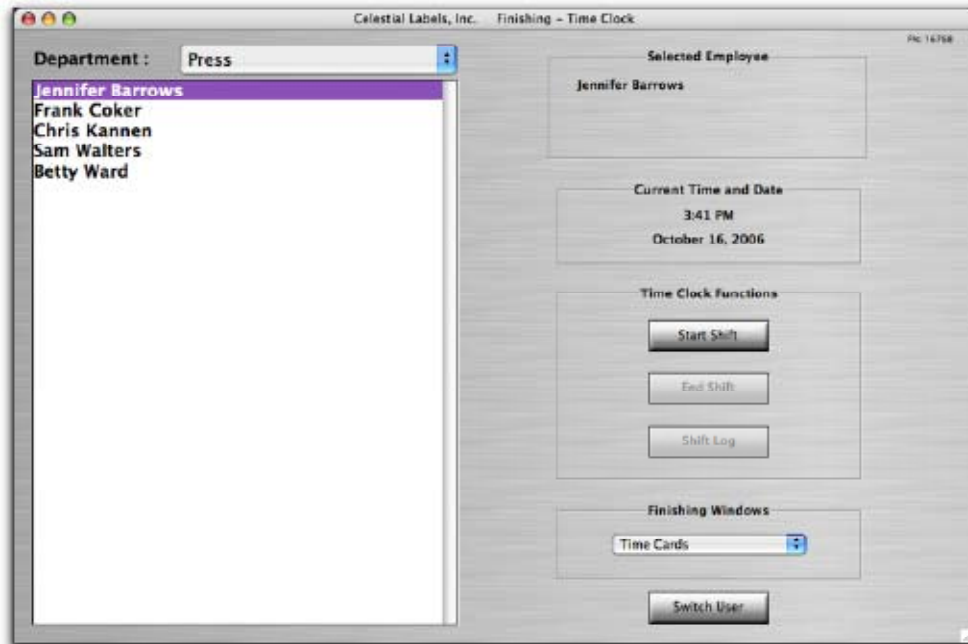 Celestial Labels, Inc. Finishing - Time Clock
Department : Press
Jennifer Barrows
Frank Coker
Chris Kannen
Sam Walters
Betty Ward
Selected Employee
Jennifer Barrows
Current Time and Date
3:41 PM
October 16, 2006
Time Clock Functions
Start Shift
End Shift
Shift Log
Finishing Windows
Time Cards
Switch User